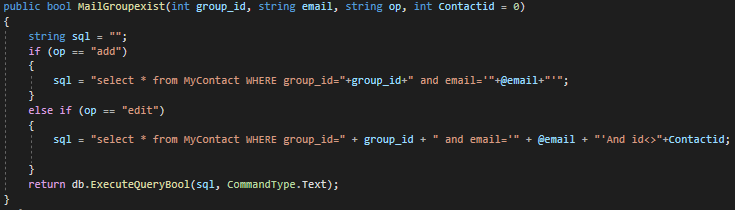 public bool MailGroupexist(int group_id, string email, string op, int Contactid = 0)
{
string sql = "";
if (op == "add")
{
sql = "select * from MyContact WHERE group_id="+group_id+" and email='"+@email+"'";
}
else if (op == "edit")
{
sql = "select * from MyContact WHERE group_id=" + group_id + " and email='" + @email + "'And id<>"+Contactid;
}
return db.ExecuteQueryBool(sql, CommandType.Text);
}